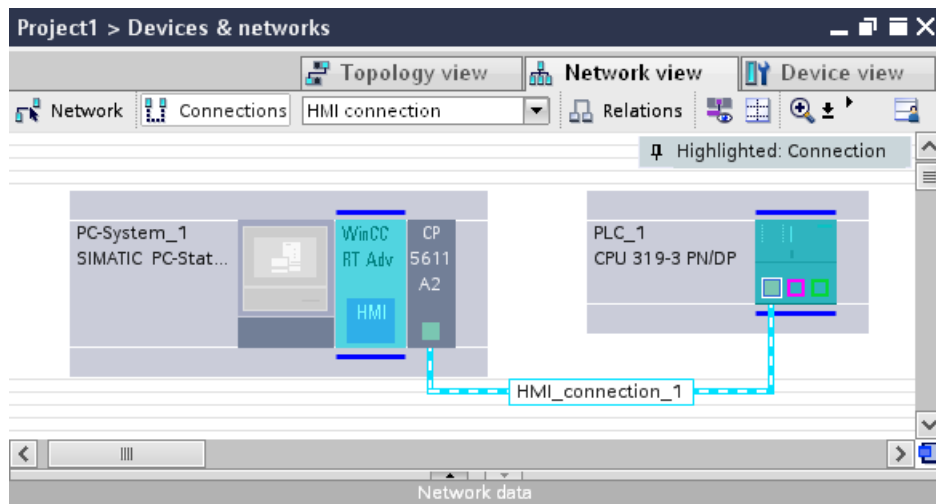 Project1 > Devices & networks
Topology view
Network view
Device view
Network
Connections
HMI connection
Relations
Highlighted: Connection
PC-System_1
SIMATIC PC-Stat...
WinCC
RT Adv
HMI
CP
5611
A2
PLC_1
CPU 319-3 PN/DP
HMI_connection_1
Network data